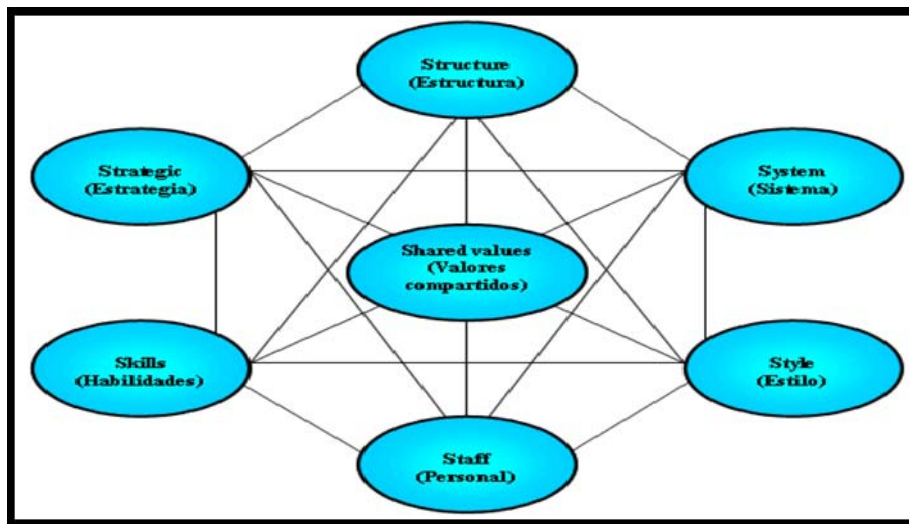 Structure
(Estructura)
Strategic
(Estrategia)
System
(Sistema)
Shared values
(Valores
compartidos)
Skills
(Habilidades)
Style
(Estilo)
Staff
(Personal)